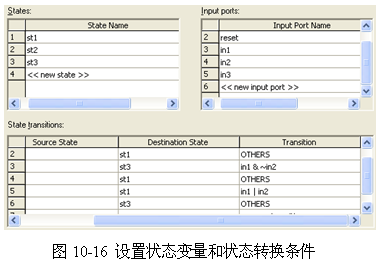 States:
State Name
1 st1
2 st2
3 st3
4 << new state >>
Input ports:
Input Port Name
2 reset
3 in1
4 in2
5 in3
6 << new input port >>
State transitions:
Source State Destination State Transition
2 st1 OTHERS
3 st3 in1 & ~in2
4 st1 OTHERS
5 st1 in1 | in2
6 st3 OTHERS
图 10-16 设置状态变量和状态转换条件